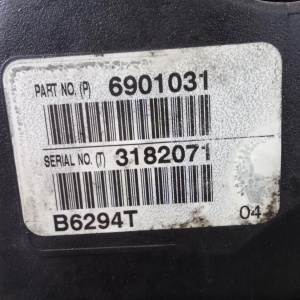 PART NO. (P) 6901031
SERIAL NO. (T) 3182071
B6294T 04